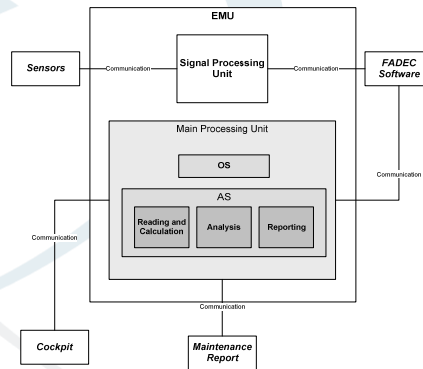 EMU
Sensors
Communication
Signal Processing
Unit
Communication
FADEC
Software
Main Processing Unit
OS
Communication
AS
Reading and
Calculation
Analysis
Reporting
Communication
Communication
Cockpit
Maintenance
Report